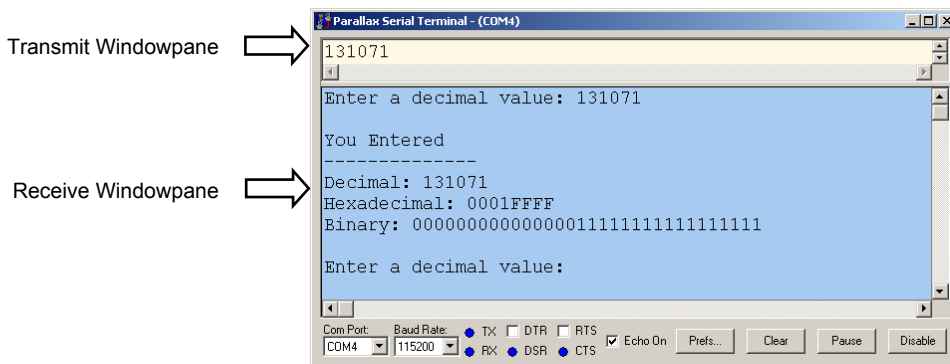 Parallax Serial Terminal - (COM4)
Transmit Windowpane
131071
Enter a decimal value: 131071
You Entered
--------------
Receive Windowpane
Decimal: 131071
Hexadecimal: 0001FFFF
Binary: 00000000000000011111111111111111
Enter a decimal value:
Com Port: Baud Rate: TX DTR RTS
COM4 115200 RX DSR CTS Echo On Prefs... Clear Pause Disable